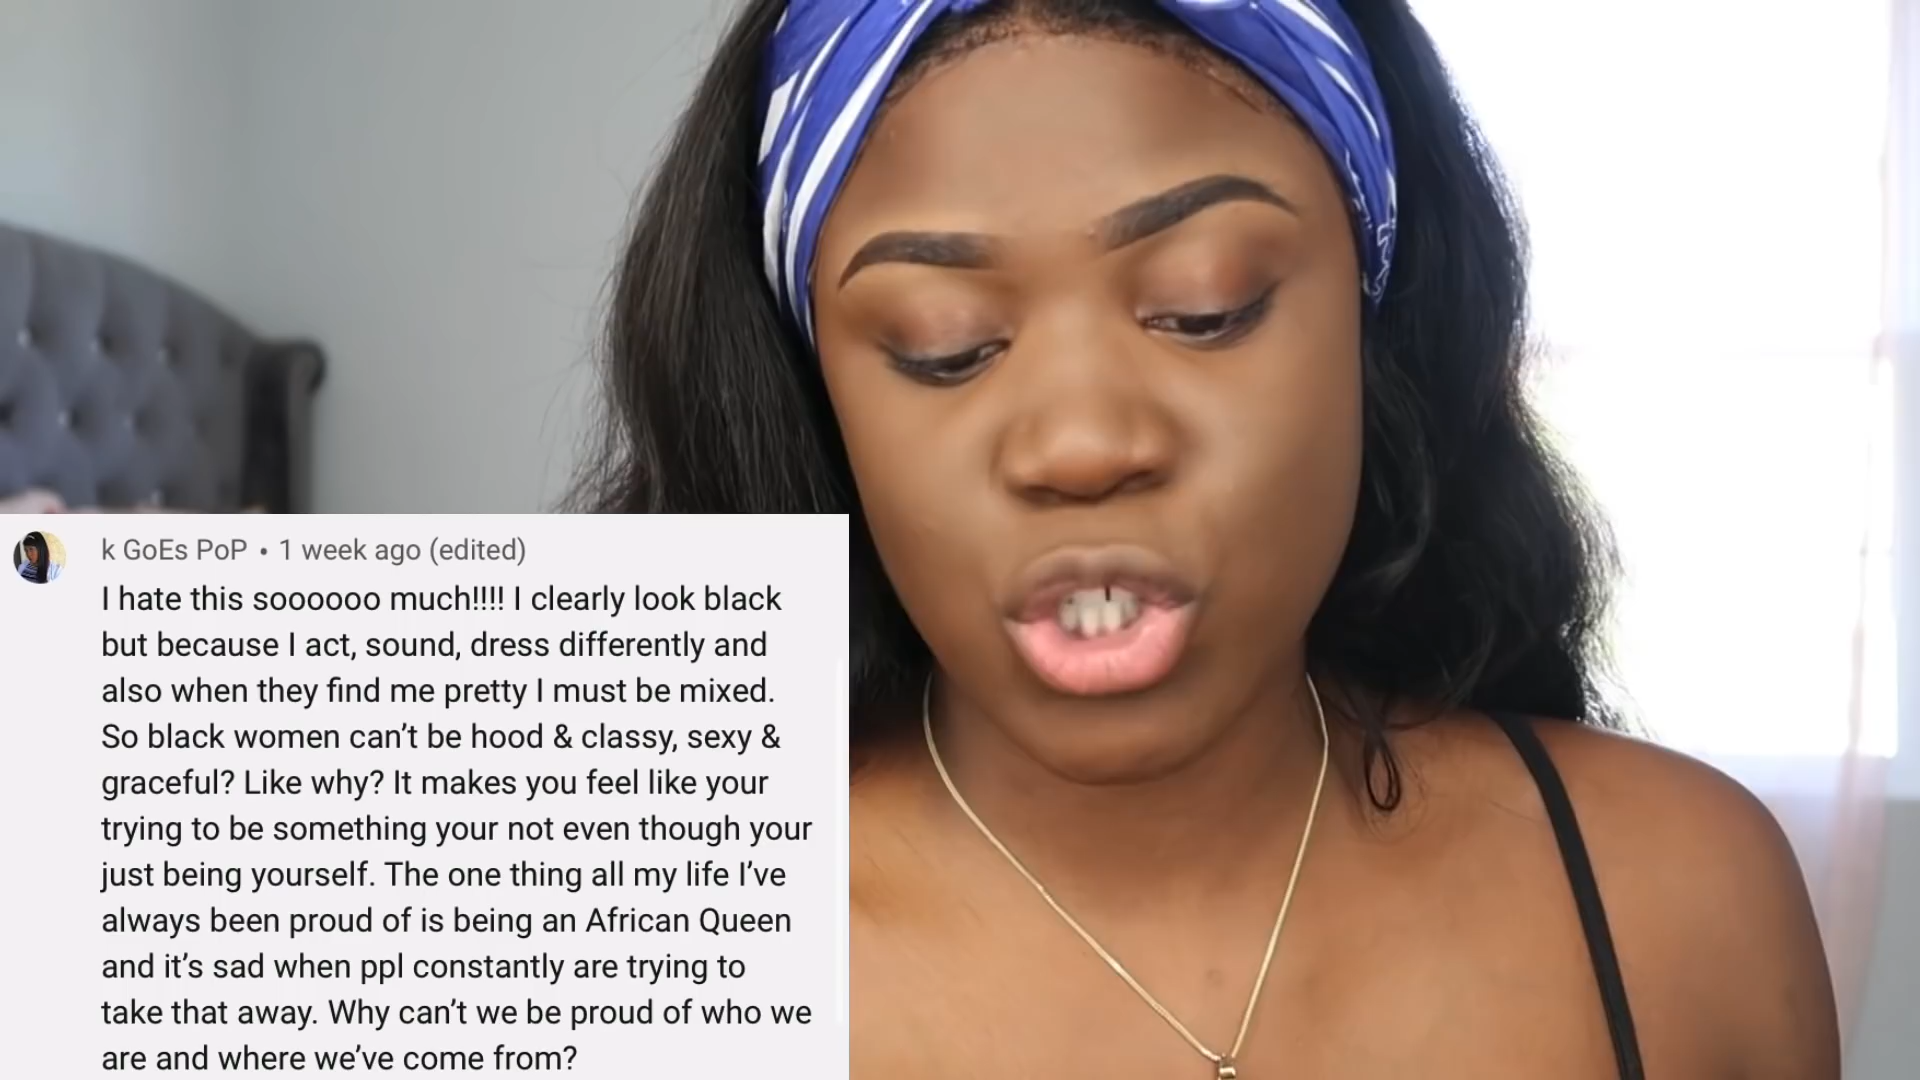 k GoEs PoP • 1 week ago (edited)
I hate this soooooo much!!!! I clearly look black
but because I act, sound, dress differently and
also when they find me pretty I must be mixed.
So black women can’t be hood & classy, sexy &
graceful? Like why? It makes you feel like your
trying to be something your not even though your
just being yourself. The one thing all my life I’ve
always been proud of is being an African Queen
and it’s sad when ppl constantly are trying to
take that away. Why can’t we be proud of who we
are and where we’ve come from?